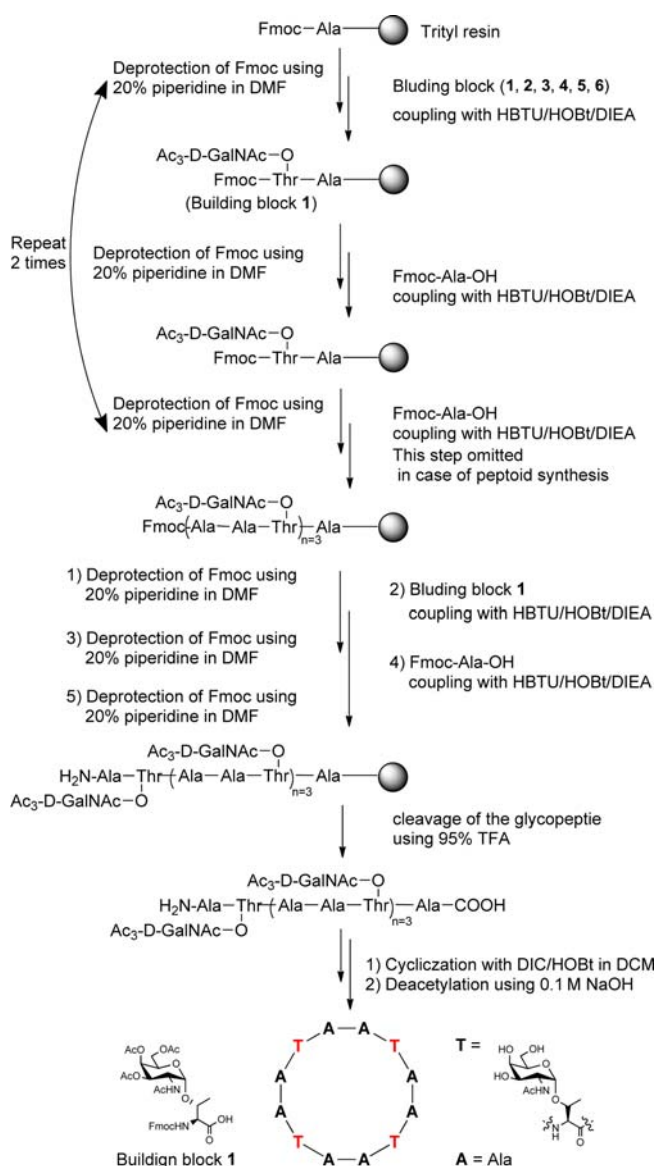 Fmoc−Ala
Trityl resin
Deprotection of Fmoc using
20% piperidine in DMF
Bluding block (1, 2, 3, 4, 5, 6)
coupling with HBTU/HOBt/DIEA
Ac3-D-GalNAc−O
Fmoc−Thr−Ala
(Building block 1)
Repeat
2 times
Deprotection of Fmoc using
20% piperidine in DMF
Fmoc-Ala-OH
coupling with HBTU/HOBt/DIEA
Ac3-D-GalNAc−O
Fmoc−Thr−Ala
Deprotection of Fmoc using
20% piperidine in DMF
Fmoc-Ala-OH
coupling with HBTU/HOBt/DIEA
This step omitted
in case of peptoid synthesis
Ac3-D-GalNAc−O
Fmoc(Ala−Ala−Thr)n=3−Ala
1) Deprotection of Fmoc using
20% piperidine in DMF
2) Bluding block 1
coupling with HBTU/HOBt/DIEA
3) Deprotection of Fmoc using
20% piperidine in DMF
4) Fmoc-Ala-OH
coupling with HBTU/HOBt/DIEA
5) Deprotection of Fmoc using
20% piperidine in DMF
Ac3-D-GalNAc−O
H2N-Ala−Thr−(Ala−Ala−Thr)n=3−Ala
Ac3-D-GalNAc−O
cleavage of the glycopeptie
using 95% TFA
Ac3-D-GalNAc−O
H2N-Ala−Thr−(Ala−Ala−Thr)n=3−Ala−COOH
Ac3-D-GalNAc−O
1) Cycliczation with DIC/HOBt in DCM
2) Deacetylation using 0.1 M NaOH
AcO OAc
O
AcO
AcHN
O
FmocHN
OH
O
Buildign block 1
A−A
T T
A A
A A
T T
A−A
T =
HO OH
O
HO
AcHN
O
N
H
O
A = Ala